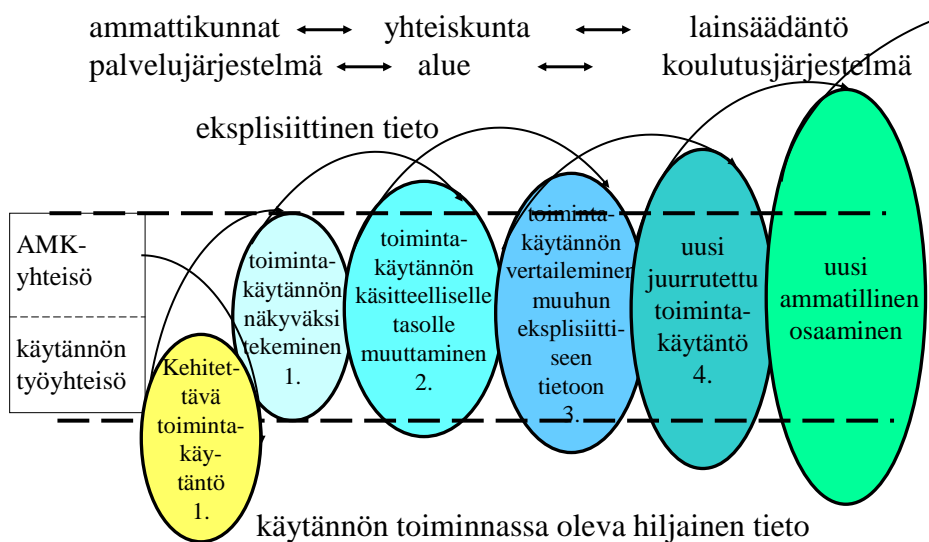 ammattikunnat yhteiskunta lainsäädäntö
palvelujärjestelmä alue koulutusjärjestelmä
eksplisiittinen tieto
AMK-
yhteisö
käytännön
työyhteisö
Kehitet-
tävä
toiminta-
käy-
täntö
1.
toiminta-
käytännön
näkyväksi
tekeminen
1.
toiminta-
käytännön
käsitteelliselle
tasolle
muuttaminen
2.
toiminta-
käytännön
vertaileminen
muuhun
eksplisiitti-
seen
tietoon
3.
uusi
juurrutettu
toiminta-
käytäntö
4.
uusi
ammatillinen
osaaminen
käytännön toiminnassa oleva hiljainen tieto